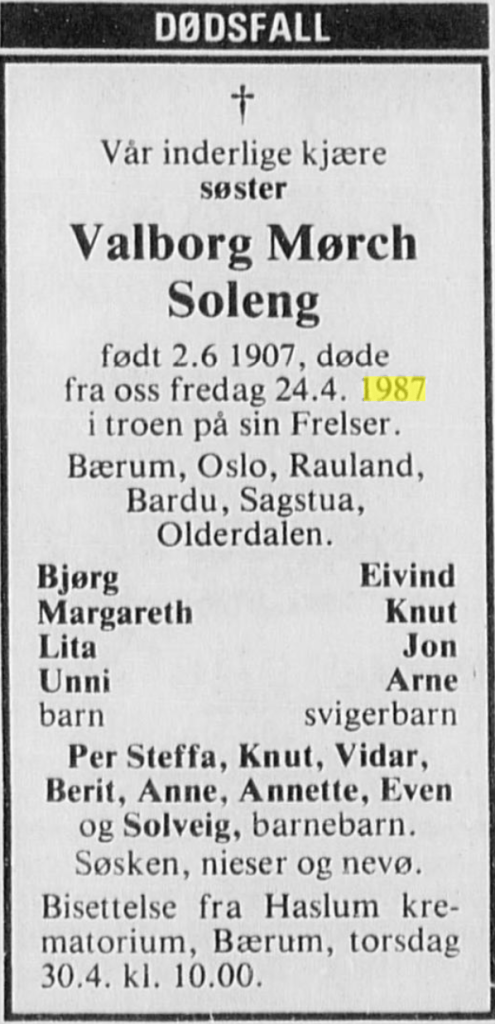 DØDSFALL
†
Vår inderlige kjære
søster
Valborg Mørch
Soleng
født 2.6 1907, døde
fra oss fredag 24.4. 1987
i troen på sin Frelser.
Bærum, Oslo, Rauland,
Bardu, Sagstua,
Olderdalen.
Bjørg Eivind
Margareth Knut
Lita Jon
Unni Arne
barn svigerbarn
Per Steffa, Knut, Vidar,
Berit, Anne, Annette, Even
og Solveig, barnebarn.
Søsken, nieser og nevø.
Bisettelse fra Haslum kre-
matorium, Bærum, torsdag
30.4. kl. 10.00.